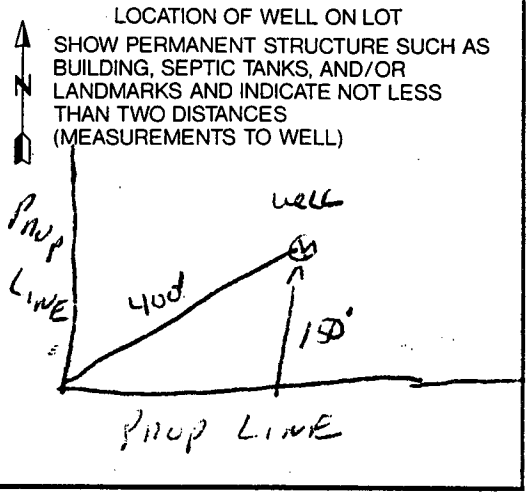 LOCATION OF WELL ON LOT
SHOW PERMANENT STRUCTURE SUCH AS
BUILDING, SEPTIC TANKS, AND/OR
LANDMARKS AND INDICATE NOT LESS
THAN TWO DISTANCES
(MEASUREMENTS TO WELL)
N
well
PROP
LINE
400'
150'
PROP LINE